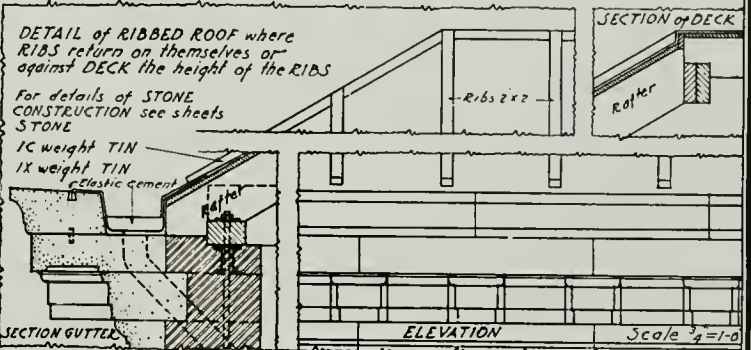 DETAIL of RIBBED ROOF where
RIBS return on themselves or
against DECK the height of the RIBS
For details of STONE
CONSTRUCTION see sheets
STONE
IC weight TIN
IX weight TIN
Elastic cement
Rafter
SECTION GUTTER
Ribs 2"x2"
SECTION of DECK
Rafter
ELEVATION
Scale 3/4"=1-0"